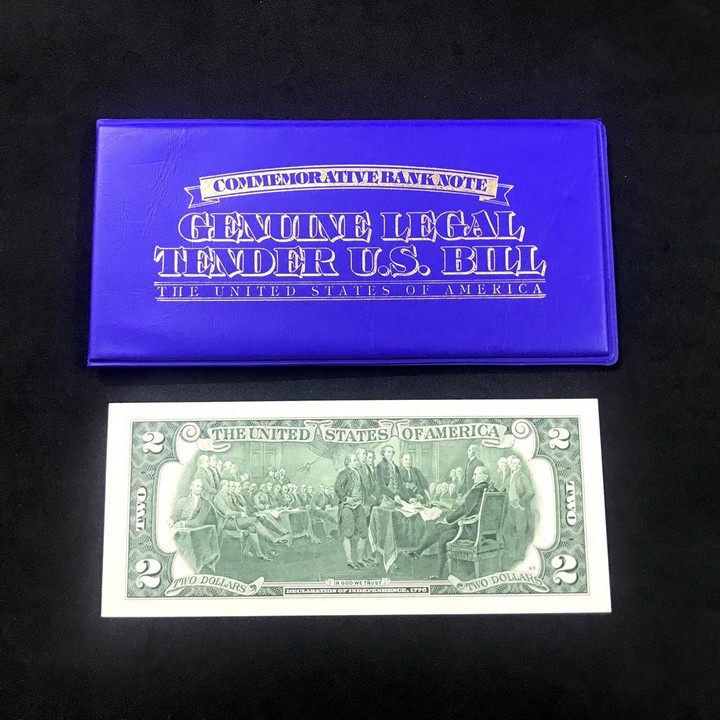 COMMEMORATIVE BANK NOTE
GENUINE LEGAL
TENDER U.S. BILL
THE UNITED STATES OF AMERICA
2 THE UNITED STATES OF AMERICA 2
TWO TWO
2 2
TWO DOLLARS IN GOD WE TRUST TWO DOLLARS
DECLARATION OF INDEPENDENCE, 1776